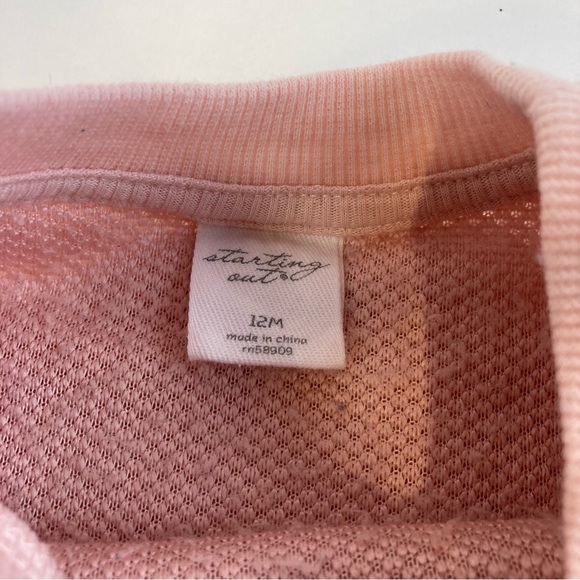 starting
out®
12M
made in china
rn58909